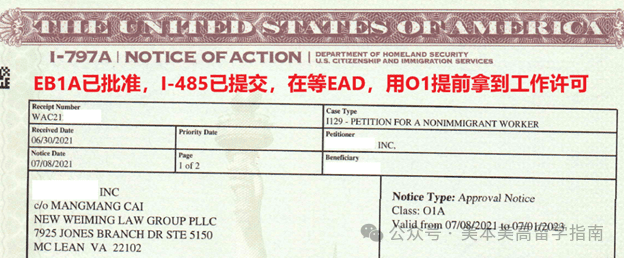 THE UNITED STATES OF AMERICA
I-797A | NOTICE OF ACTION | DEPARTMENT OF HOMELAND SECURITY
U.S. CITIZENSHIP AND IMMIGRATION SERVICES
EB1A已批准，I-485已提交，在等EAD，用O1提前拿到工作许可
Receipt Number
WAC21
Case Type
I129 - PETITION FOR A NONIMMIGRANT WORKER
Received Date
06/30/2021
Priority Date
Petitioner
INC.
Notice Date
07/08/2021
Page
1 of 2
Beneficiary
INC
c/o MANGMANG CAI
NEW WEIMING LAW GROUP PLLC
7925 JONES BRANCH DR STE 5150
MC LEAN VA 22102
Notice Type: Approval Notice
Class: O1A
Valid from 07/08/2021 to 07/01/2023
公众号 · 美本美高留学指南